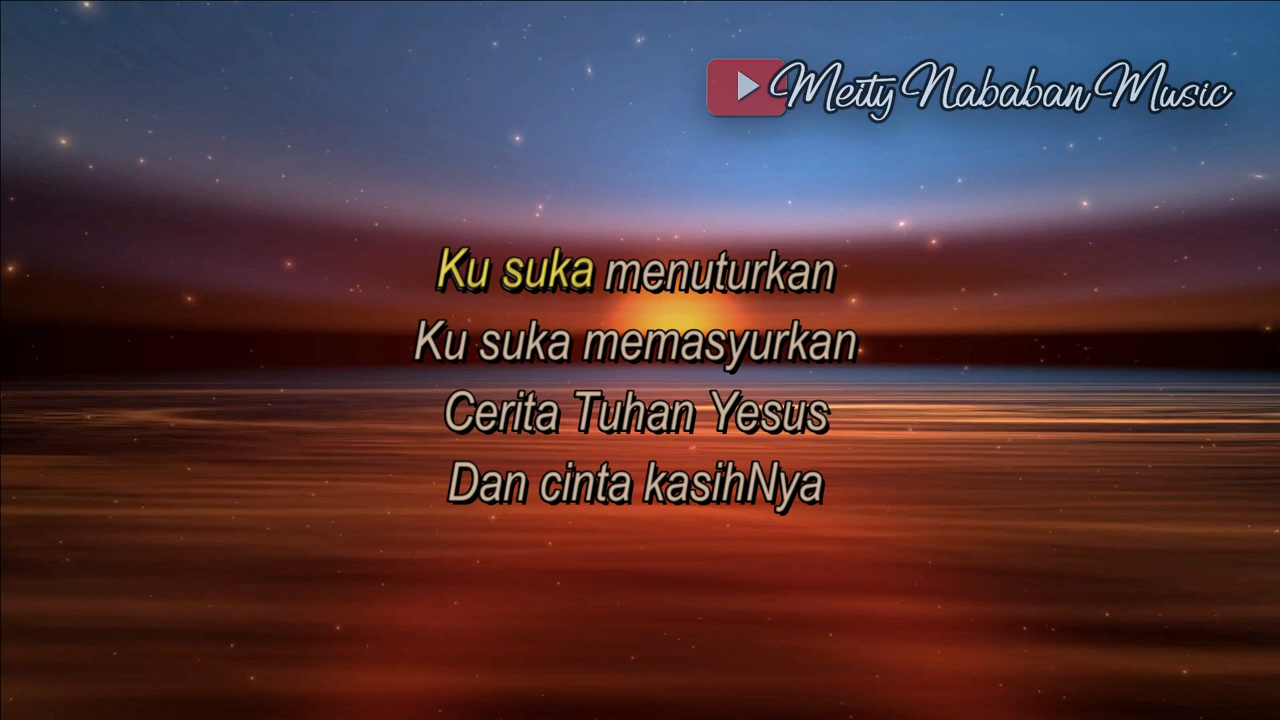 Meity Nababan Music
Ku suka menuturkan
Ku suka memasyurkan
Cerita Tuhan Yesus
Dan cinta kasihNya